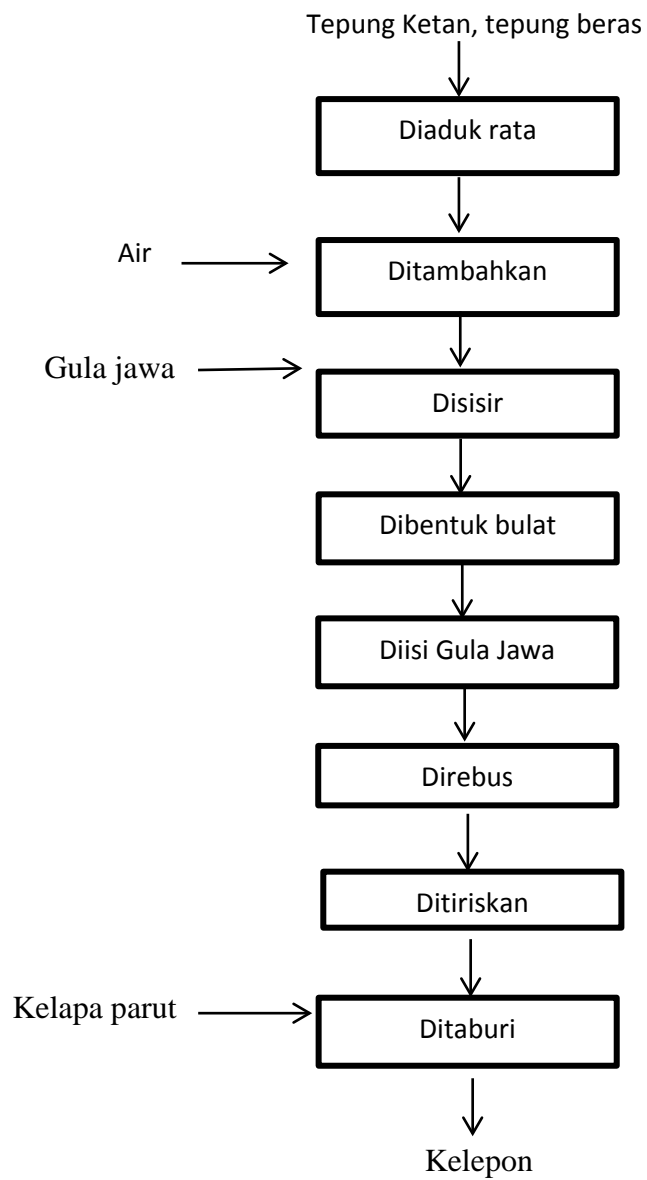 Tepung Ketan, tepung beras
Diaduk rata
Air
Ditambahkan
Gula jawa
Disisir
Dibentuk bulat
Diisi Gula Jawa
Direbus
Ditiriskan
Kelapa parut
Ditaburi
Kelepon